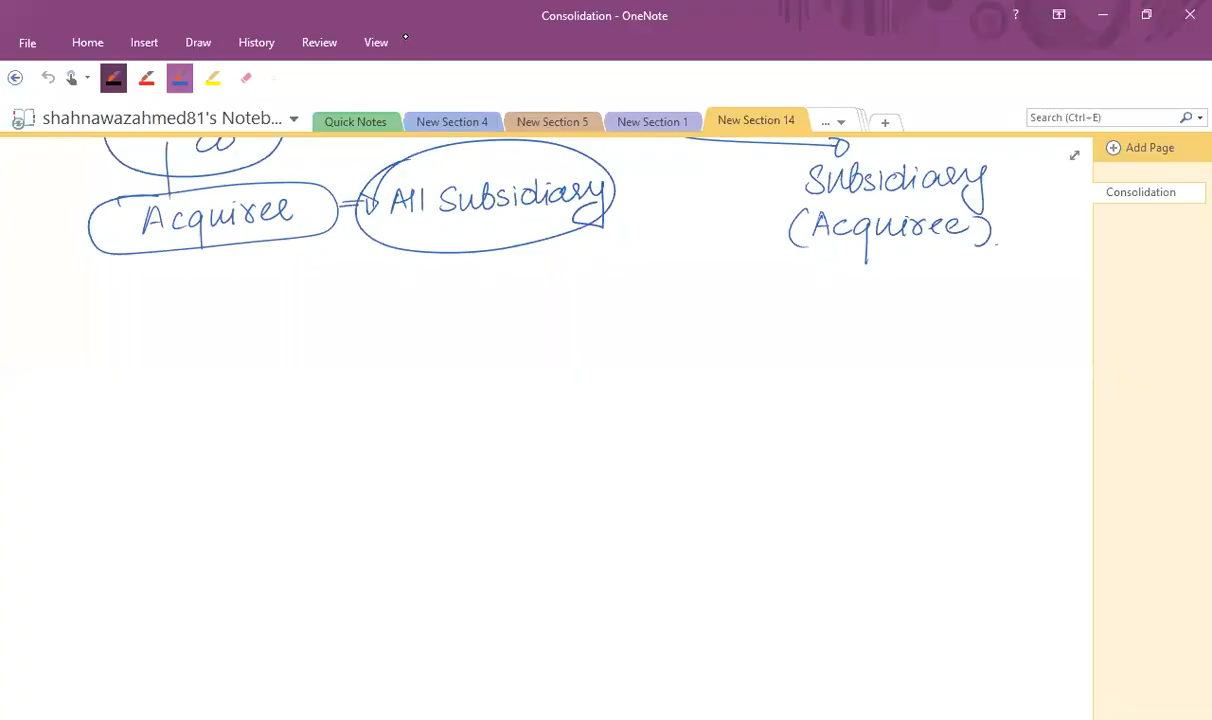 Consolidation - OneNote
?
File Home Insert Draw History Review View
shahnawazahmed81's Noteb...
Quick Notes New Section 4 New Section 5 New Section 1 New Section 14 ...
Search (Ctrl+E)
Add Page
Consolidation
Co
Acquiree All Subsidiary
Subsidiary
(Acquiree).